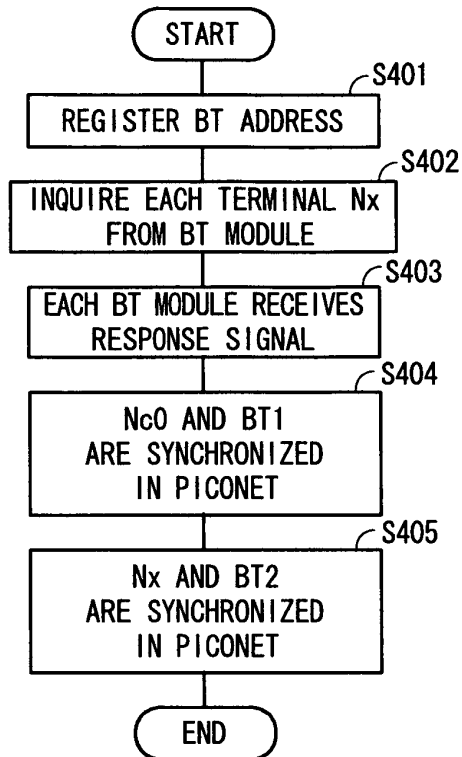 START
S401
REGISTER BT ADDRESS
S402
INQUIRE EACH TERMINAL Nx
FROM BT MODULE
S403
EACH BT MODULE RECEIVES
RESPONSE SIGNAL
S404
Nc0 AND BT1
ARE SYNCHRONIZED
IN PICONET
S405
Nx AND BT2
ARE SYNCHRONIZED
IN PICONET
END